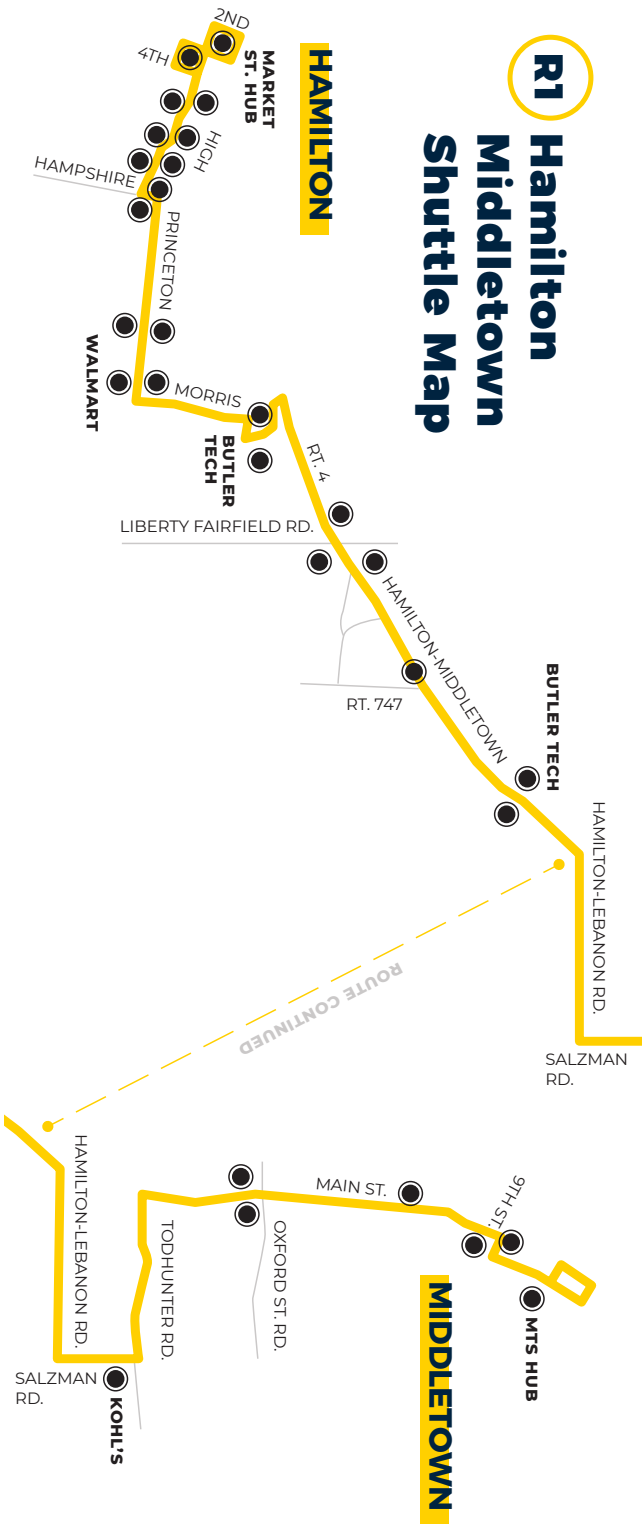 R1
Hamilton
Middletown
Shuttle Map
HAMILTON
2ND
4TH
MARKET
ST. HUB
HIGH
HAMPSHIRE
PRINCETON
WALMART
MORRIS
BUTLER
TECH
RT. 4
LIBERTY FAIRFIELD RD.
HAMILTON-MIDDLETOWN
RT. 747
BUTLER TECH
HAMILTON-LEBANON RD.
SALZMAN
RD.
ROUTE CONTINUED
HAMILTON-LEBANON RD.
SALZMAN
RD.
KOHL'S
TODHUNTER RD.
OXFORD ST. RD.
MAIN ST.
9TH ST.
MTS HUB
MIDDLETOWN